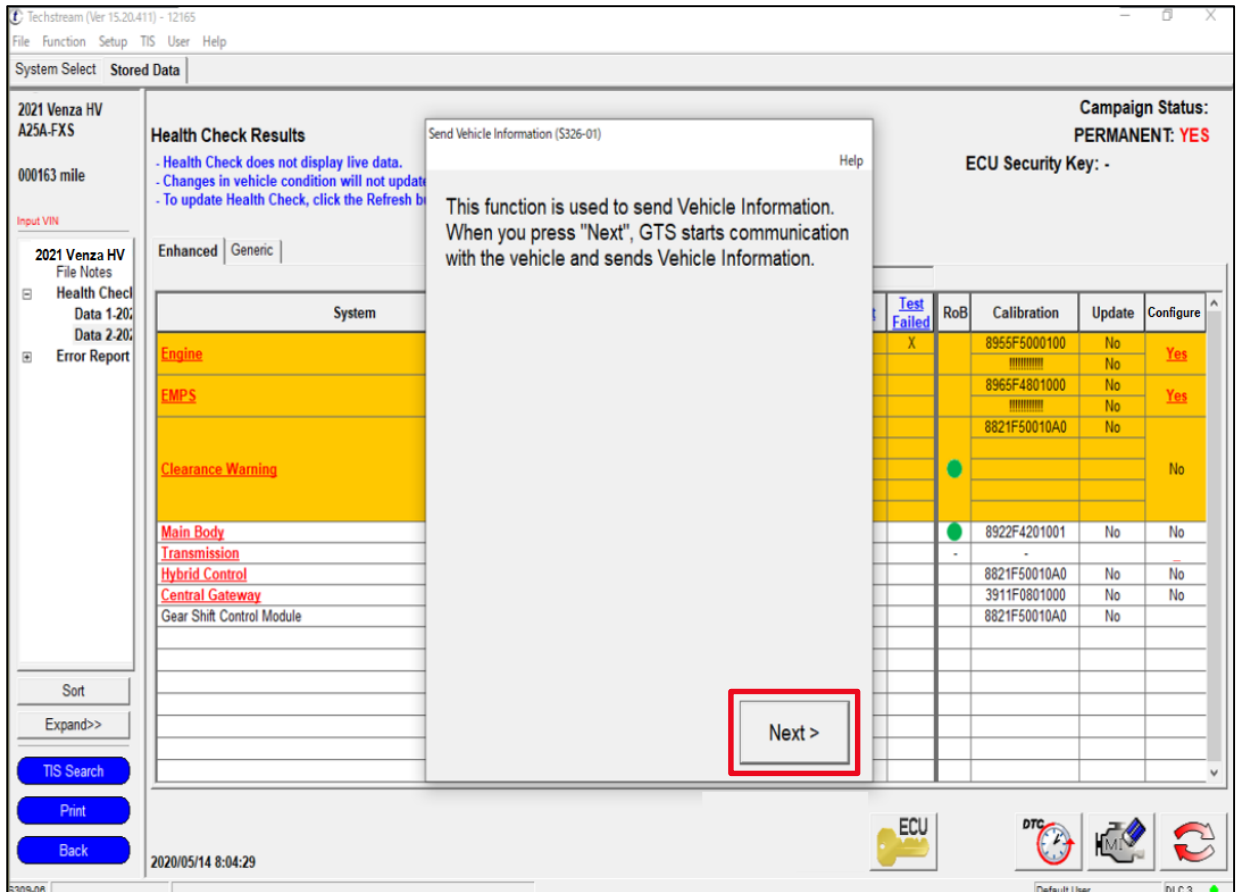 Techstream (Ver 15.20.411) - 12165
File Function Setup TIS User Help
System Select Stored Data
2021 Venza HV
A25A-FXS
000163 mile
Input VIN
2021 Venza HV
File Notes
Health Check
Data 1-202
Data 2-202
Error Report
Sort
Expand>>
TIS Search
Print
Back
Health Check Results
- Health Check does not display live data.
- Changes in vehicle condition will not update
- To update Health Check, click the Refresh b
Campaign Status:
PERMANENT: YES
ECU Security Key: -
Enhanced Generic
System Test Failed RoB Calibration Update Configure
Engine X 8955F5000100 No Yes
!!!!!!!!!!!! No
EMPS 8965F4801000 No Yes
!!!!!!!!!!!! No
8821F50010A0 No
Clearance Warning No
Main Body 8922F4201001 No No
Transmission - - -
Hybrid Control 8821F50010A0 No No
Central Gateway 3911F0801000 No No
Gear Shift Control Module 8821F50010A0 No
Send Vehicle Information (S326-01)
Help
This function is used to send Vehicle Information.
When you press "Next", GTS starts communication
with the vehicle and sends Vehicle Information.
Next >
2020/05/14 8:04:29
ECU
DTC
MI
S309-06
Default User
DLC 3